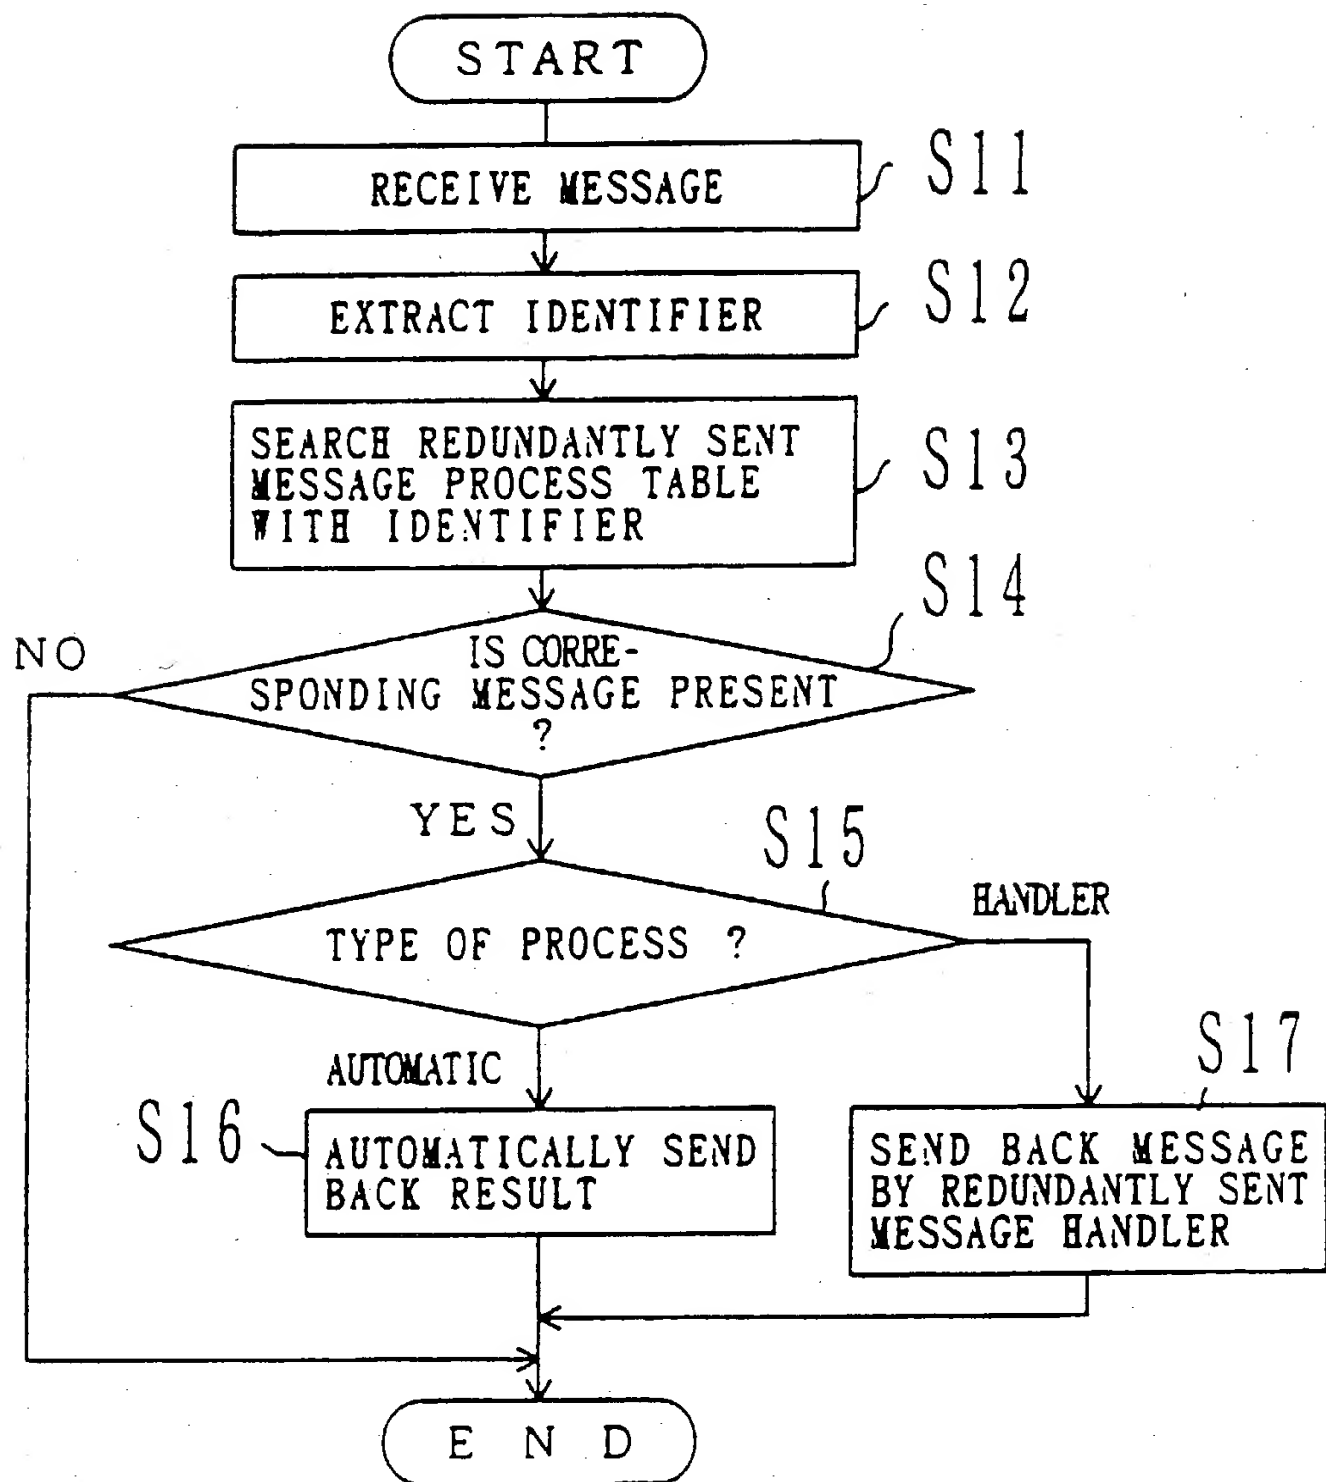 START
RECEIVE MESSAGE
S11
EXTRACT IDENTIFIER
S12
SEARCH REDUNDANTLY SENT
MESSAGE PROCESS TABLE
WITH IDENTIFIER
S13
S14
NO
IS CORRE-
SPONDING MESSAGE PRESENT
?
YES
S15
TYPE OF PROCESS ?
HANDLER
AUTOMATIC
S16
AUTOMATICALLY SEND
BACK RESULT
S17
SEND BACK MESSAGE
BY REDUNDANTLY SENT
MESSAGE HANDLER
END